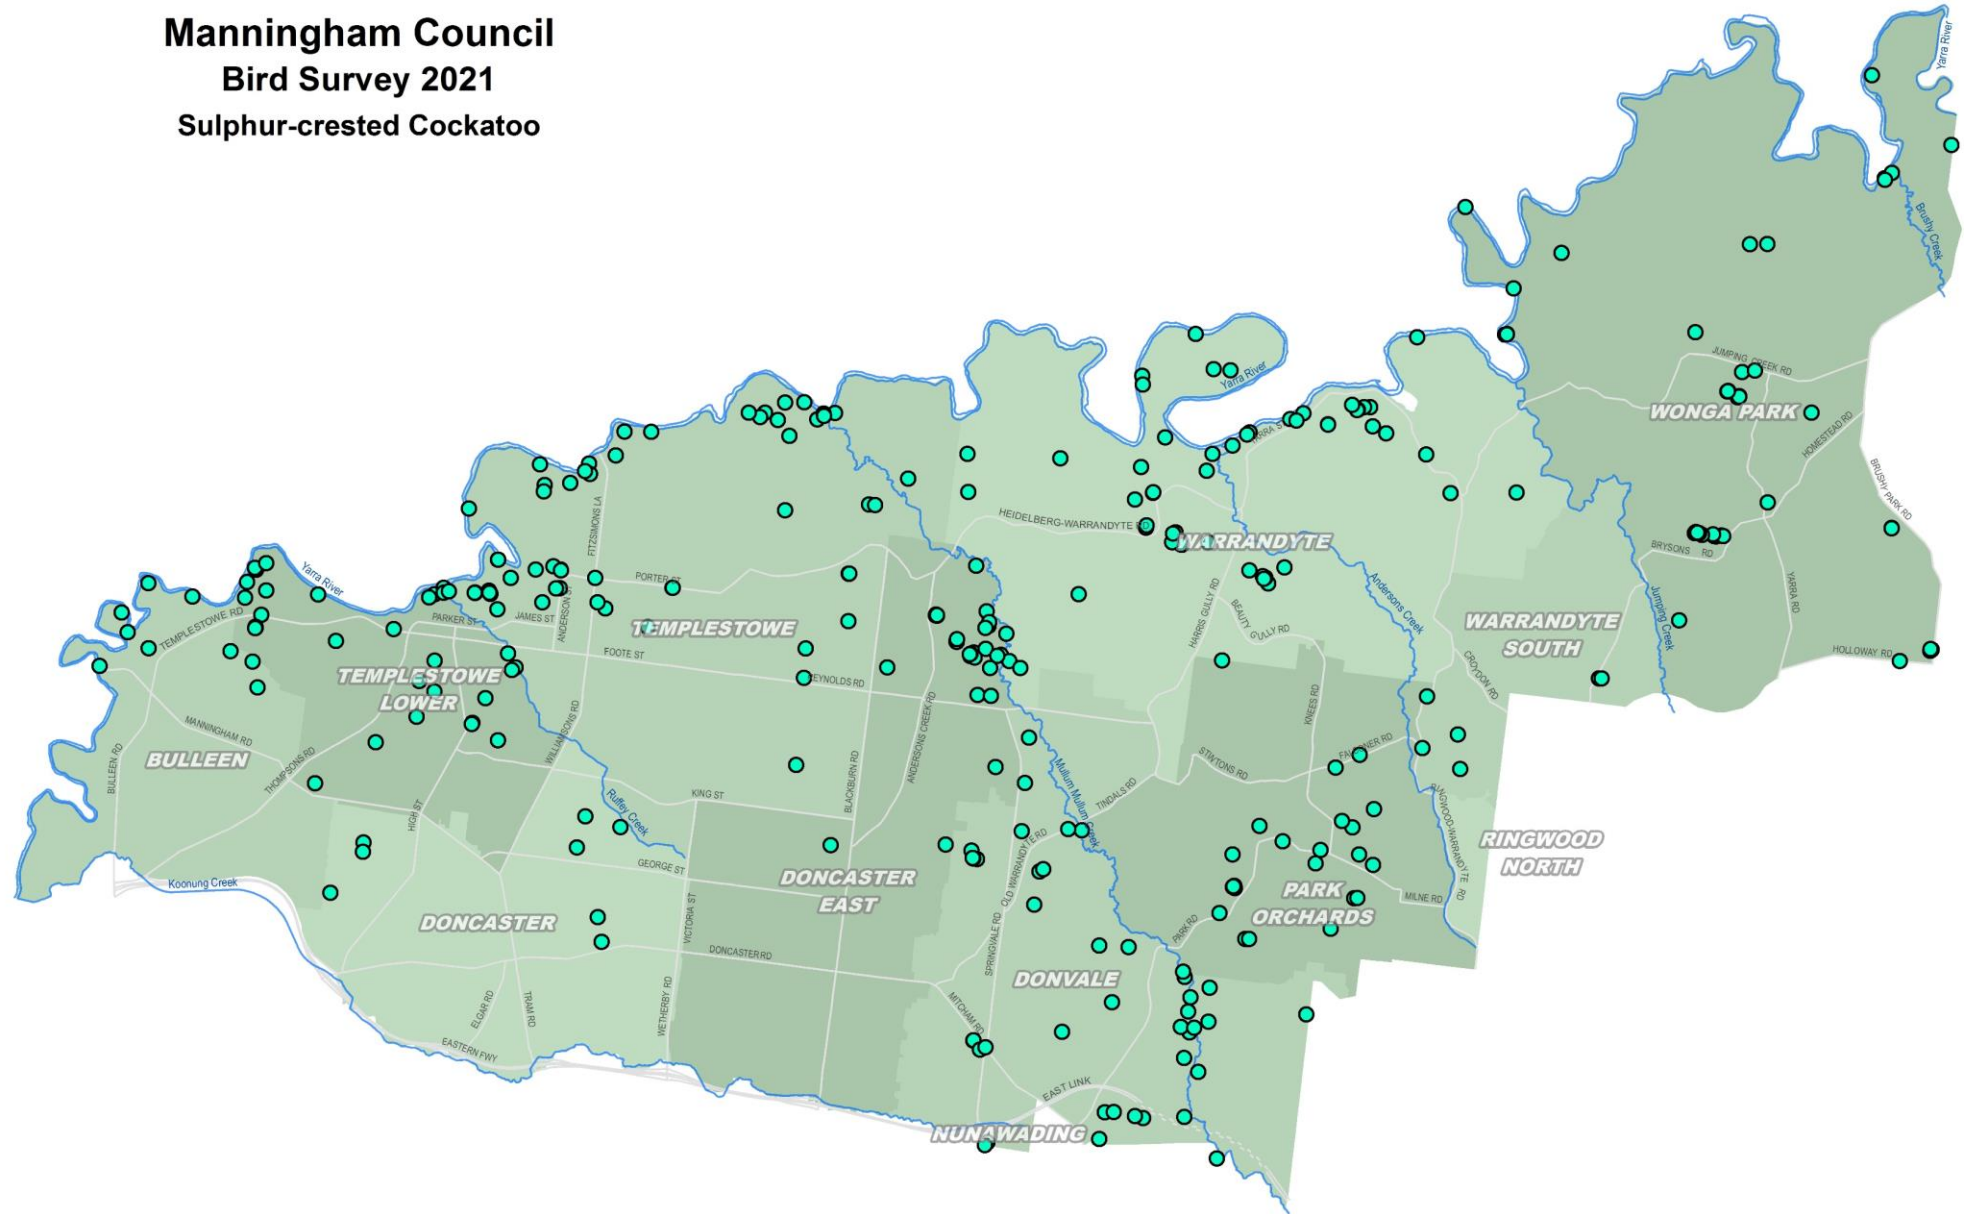 Manningham Council
Bird Survey 2021
Sulphur-crested Cockatoo
Yarra River
Brushy Creek
JUMPING CREEK RD
WONGA PARK
HOMESTEAD RD
BRUSHY PARK RD
Yarra River
HEIDELBERG-WARRANDYTE RD
WARRANDYTE
BRYSONS RD
FITZSIMONS LA
Yarra River
PORTER ST
Andersons Creek
HARRIS GULLY RD
BEAUTY GULLY RD
Jumping Creek
YARRA RD
TEMPLESTOWE RD
PARKER ST
JAMES ST
ANDERSON ST
TEMPLESTOWE
WARRANDYTE
SOUTH
HOLLOWAY RD
FOOTE ST
REYNOLDS RD
TEMPLESTOWE
LOWER
CROYDON RD
KNEES RD
MANNINGHAM RD
BULLEEN
BULLEEN RD
THOMPSONS RD
WILLIAMSONS RD
ANDERSONS CREEK RD
BLACKBURN RD
STINTONS RD
FALKINER RD
Mullum Mullum Creek
TINDALS RD
HIGH ST
Ruffey Creek
KING ST
RINGWOOD-WARRANDYTE RD
RINGWOOD
NORTH
OLD WARRANDYTE RD
GEORGE ST
Koonung Creek
DONCASTER
EAST
PARK
ORCHARDS
MILNE RD
DONCASTER
VICTORIA ST
PARK RD
DONCASTER RD
SPRINGVALE RD
DONVALE
MITCHAM RD
ELGAR RD
TRAM RD
WETHERBY RD
EASTERN FWY
EAST LINK
NUNAWADING